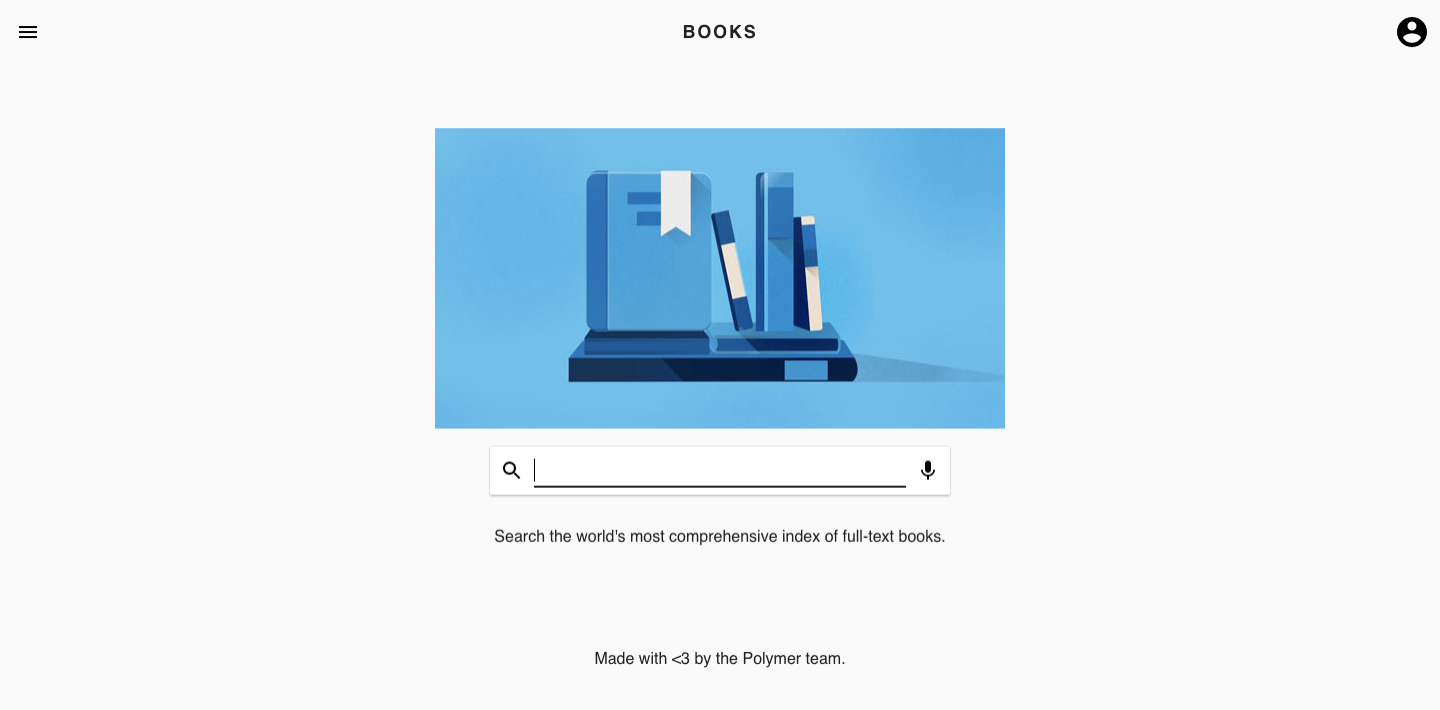 BOOKS
Search the world's most comprehensive index of full-text books.
Made with <3 by the Polymer team.